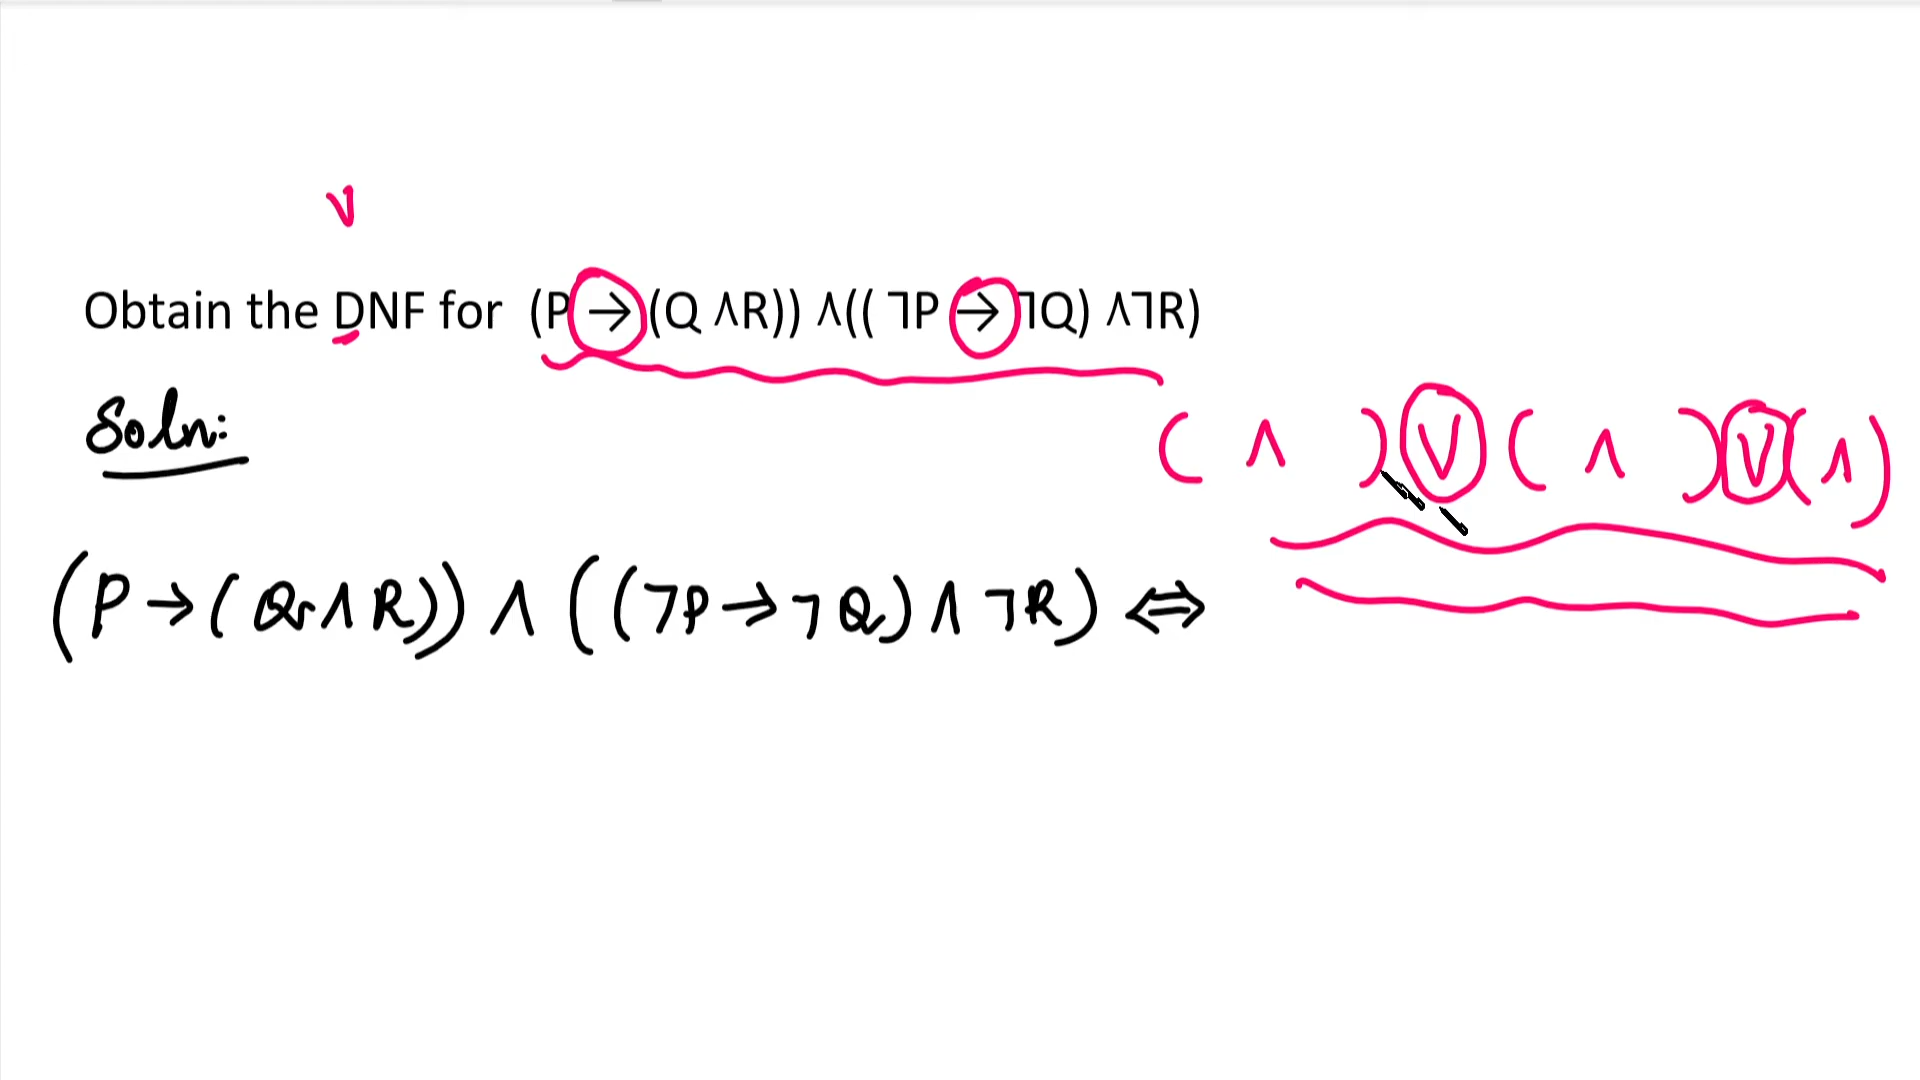 V
Obtain the DNF for (P → (Q ∧R)) ∧(( ¬P → ¬Q) ∧¬R)
Soln:
( ∧ ) V ( ∧ ) V ( ∧ )
(P → (Q ∧ R)) ∧ ((¬P → ¬Q) ∧ ¬R) ⇔